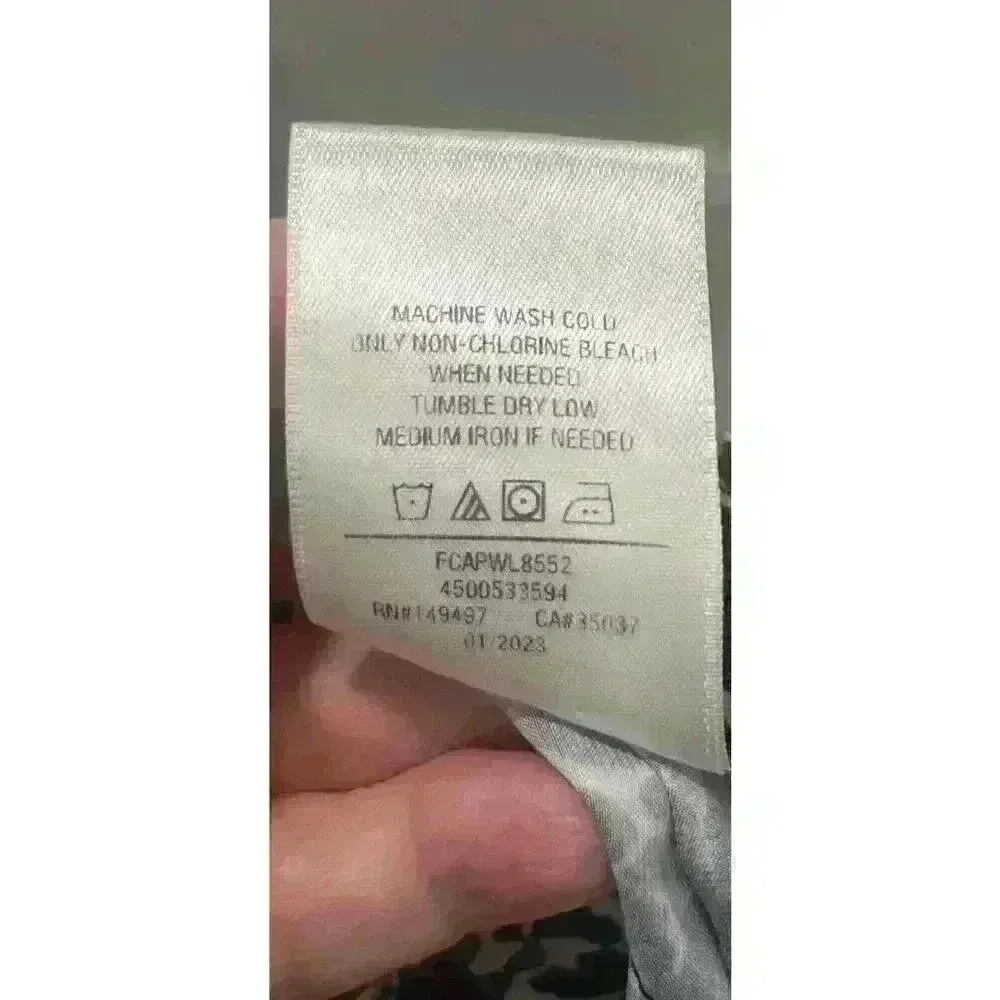 MACHINE WASH COLD
ONLY NON-CHLORINE BLEACH
WHEN NEEDED
TUMBLE DRY LOW
MEDIUM IRON IF NEEDED
FCAPWL8552
4500533594
RN#149497 CA#35037
01/2023